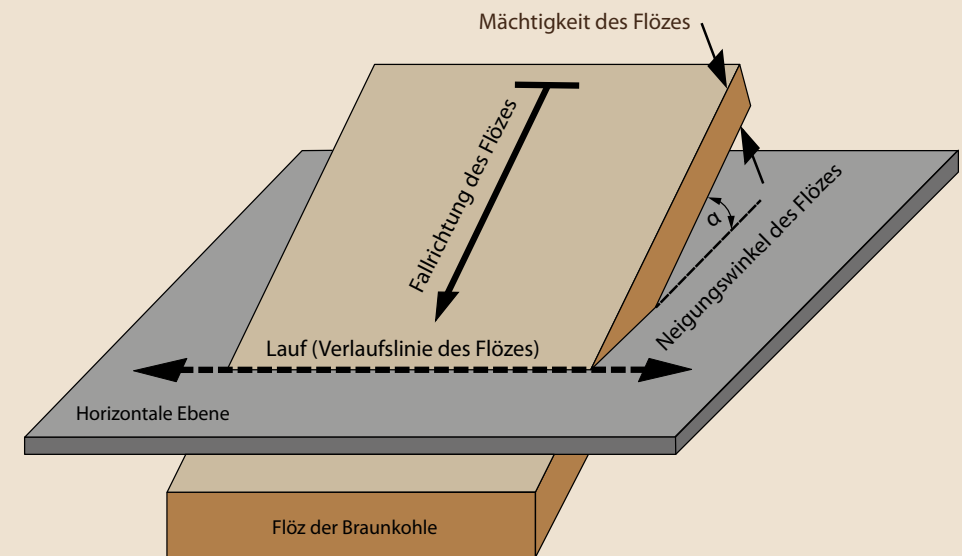 Mächtigkeit des Flözes
Fallrichtung des Flözes
α
Neigungswinkel des Flözes
Lauf (Verlaufslinie des Flözes)
Horizontale Ebene
Flöz der Braunkohle